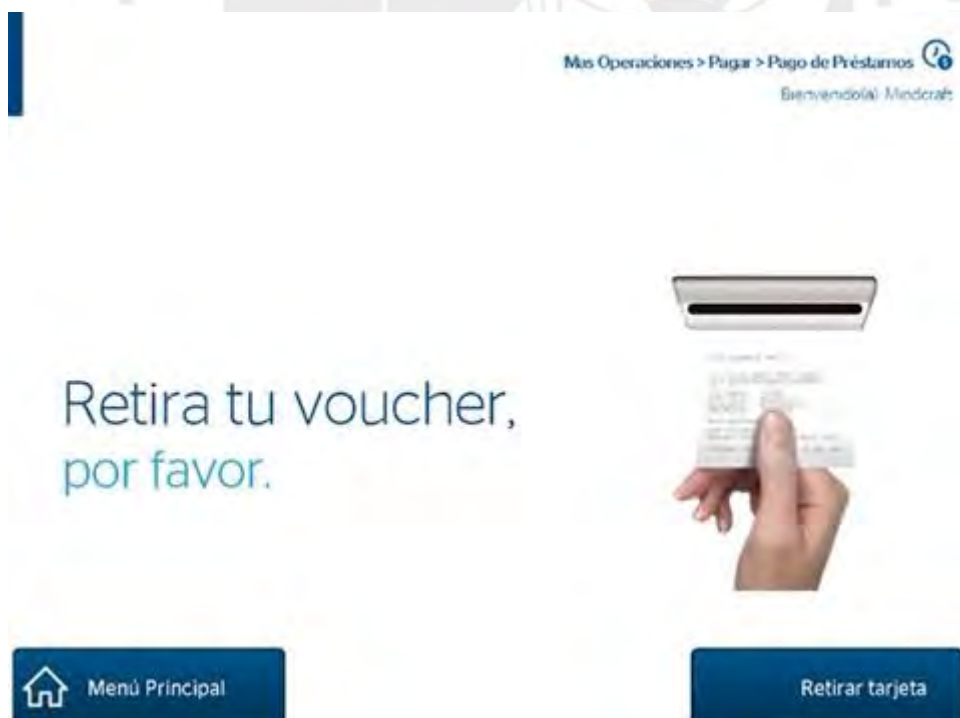 Mas Operaciones > Pagar > Pago de Préstamos
Bienvenido(a) Mindcraft
Retira tu voucher,
por favor.
Menú Principal
Retirar tarjeta